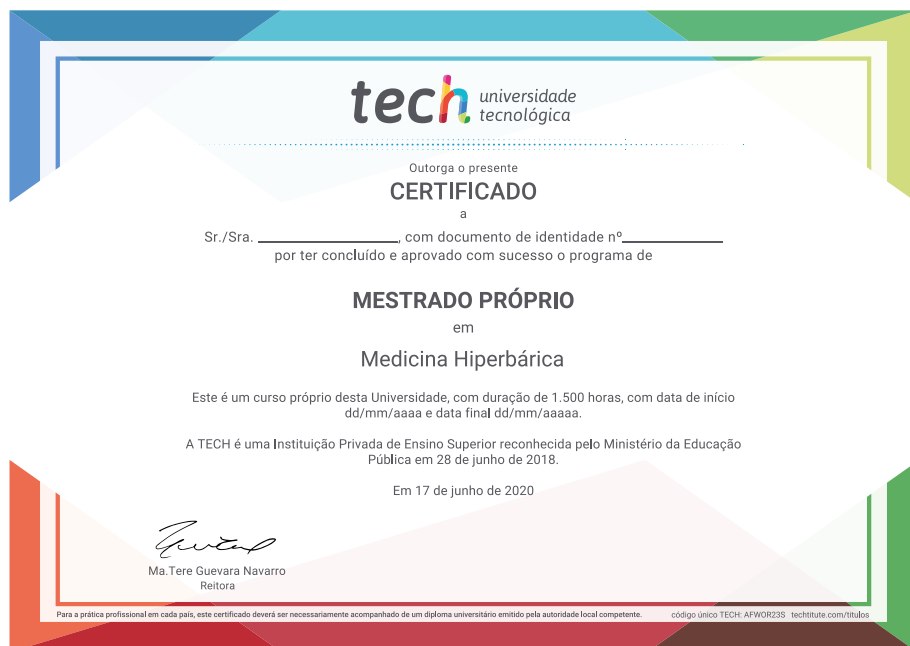 tech universidade
tecnológica
Outorga o presente
CERTIFICADO
a
Sr./Sra. ____________________, com documento de identidade nº______________
por ter concluído e aprovado com sucesso o programa de
MESTRADO PRÓPRIO
em
Medicina Hiperbárica
Este é um curso próprio desta Universidade, com duração de 1.500 horas, com data de início
dd/mm/aaaa e data final dd/mm/aaaaa.
A TECH é uma Instituição Privada de Ensino Superior reconhecida pelo Ministério da Educação
Pública em 28 de junho de 2018.
Em 17 de junho de 2020
Ma.Tere Guevara Navarro
Reitora
Para a prática profissional em cada país, este certificado deverá ser necessariamente acompanhado de um diploma universitário emitido pela autoridade local competente. código único TECH: AFWOR23S techtitute.com/titulos